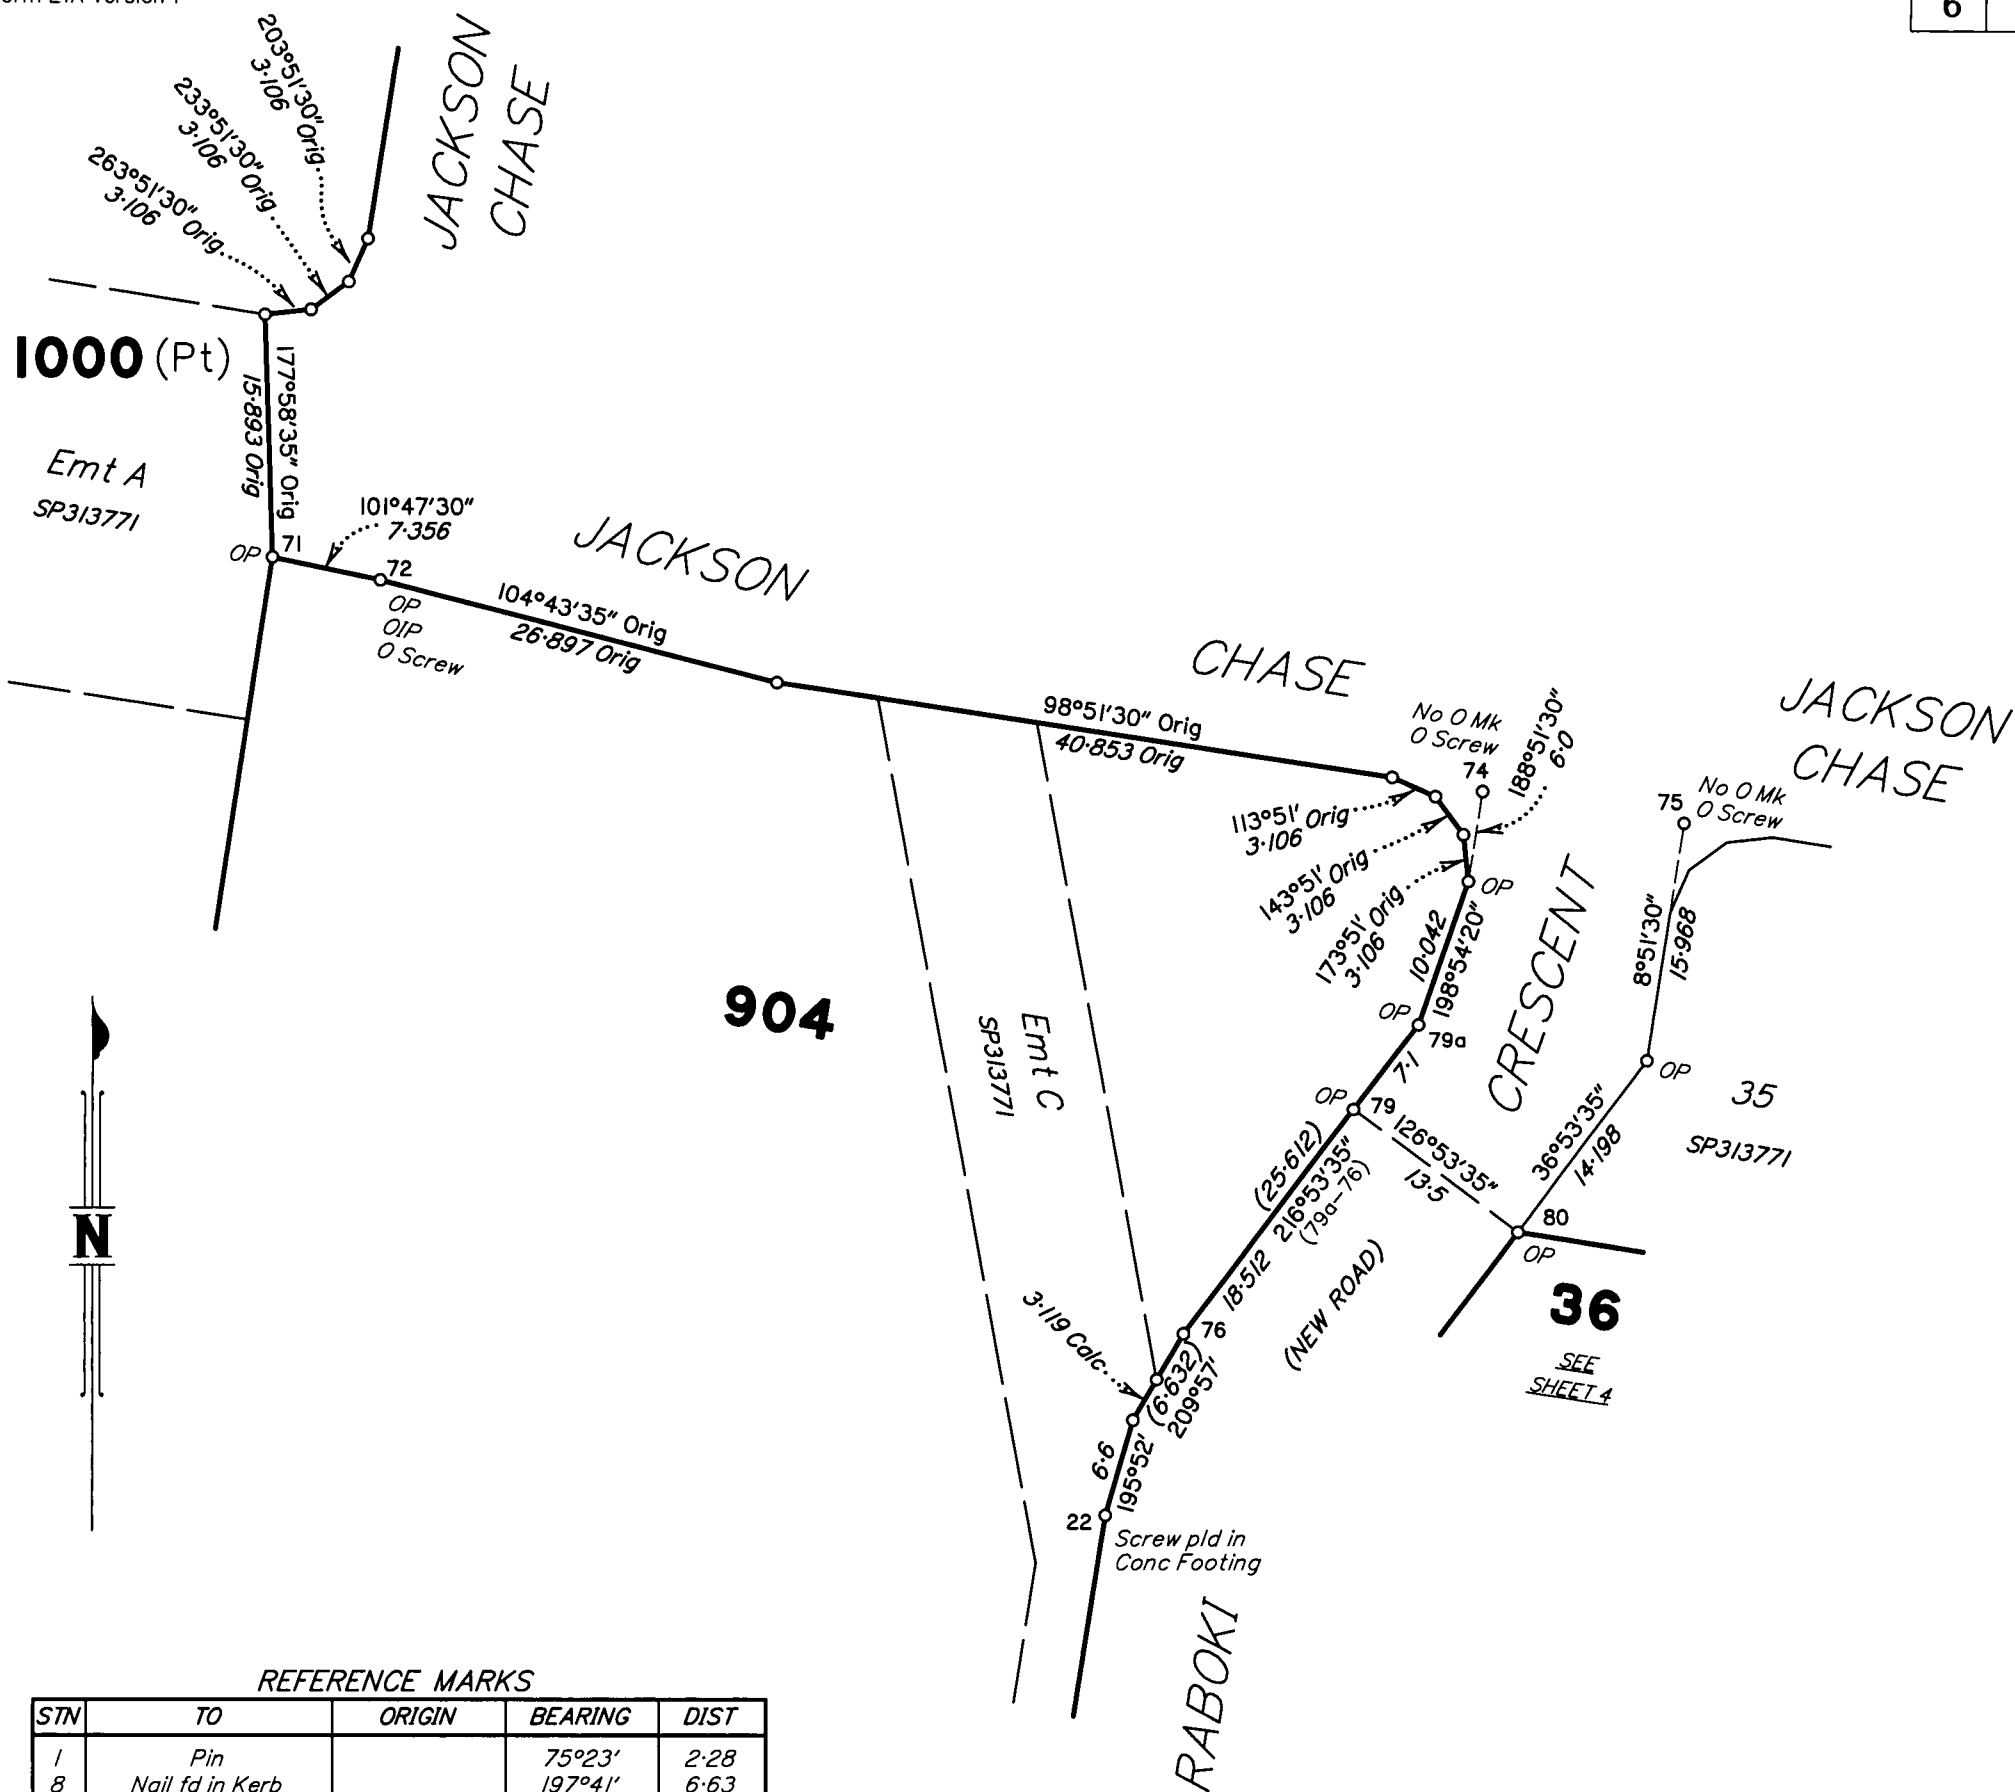 6
203°51'30" Orig
3·106
233°51'30" Orig
3·106
263°51'30" Orig
3·106
JACKSON
CHASE
1000 (Pt)
177°58'35" Orig
15·893 Orig
Emt A
SP313771
OP
71
101°47'30"
7·356
72
OP
OIP
O Screw
JACKSON
104°43'35" Orig
26·897 Orig
CHASE
98°51'30" Orig
40·853 Orig
No O Mk
O Screw
74
188°51'30"
6·0
JACKSON
CHASE
75
No O Mk
O Screw
113°51' Orig
3·106
143°51' Orig
3·106
173°51' Orig
3·106
OP
10·042
198°54'20"
CRESCENT
8°51'30"
15·968
904
Emt C
SP313771
OP
79a
7·1
OP
79
126°53'35"
13·5
OP
35
SP313771
36°53'35"
14·198
(25·612)
216°53'35"
(79a-76)
18·512
80
OP
N
(NEW ROAD)
36
SEE
SHEET 4
3·119 Calc
76
(6·632)
209°57'
6·6
195°52'
22
Screw pld in
Conc Footing
RABOKI
REFERENCE MARKS
STN TO ORIGIN BEARING DIST
1 Pin 75°23' 2·28
8 Nail fd in Kerb 197°41' 6·63